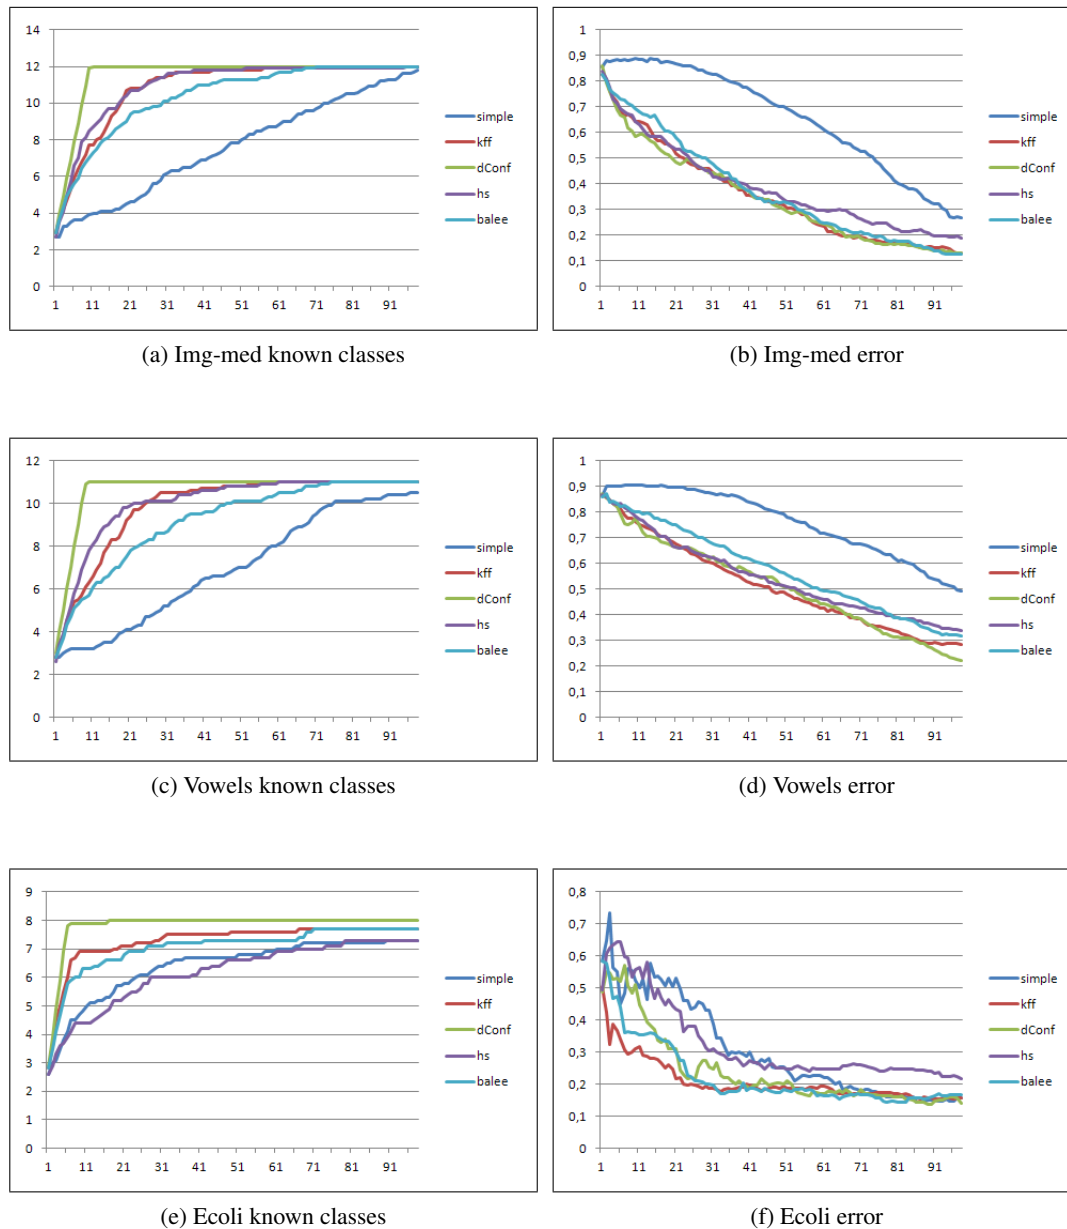 14
12
10
8
6
4
2
0
1 11 21 31 41 51 61 71 81 91
simple
kff
dConf
hs
balee
(a) Img-med known classes
1
0,9
0,8
0,7
0,6
0,5
0,4
0,3
0,2
0,1
0
1 11 21 31 41 51 61 71 81 91
simple
kff
dConf
hs
balee
(b) Img-med error
12
10
8
6
4
2
0
1 11 21 31 41 51 61 71 81 91
simple
kff
dConf
hs
balee
(c) Vowels known classes
1
0,9
0,8
0,7
0,6
0,5
0,4
0,3
0,2
0,1
0
1 11 21 31 41 51 61 71 81 91
simple
kff
dConf
hs
balee
(d) Vowels error
9
8
7
6
5
4
3
2
1
0
1 11 21 31 41 51 61 71 81 91
simple
kff
dConf
hs
balee
(e) Ecoli known classes
0,8
0,7
0,6
0,5
0,4
0,3
0,2
0,1
0
1 11 21 31 41 51 61 71 81 91
simple
kff
dConf
hs
balee
(f) Ecoli error